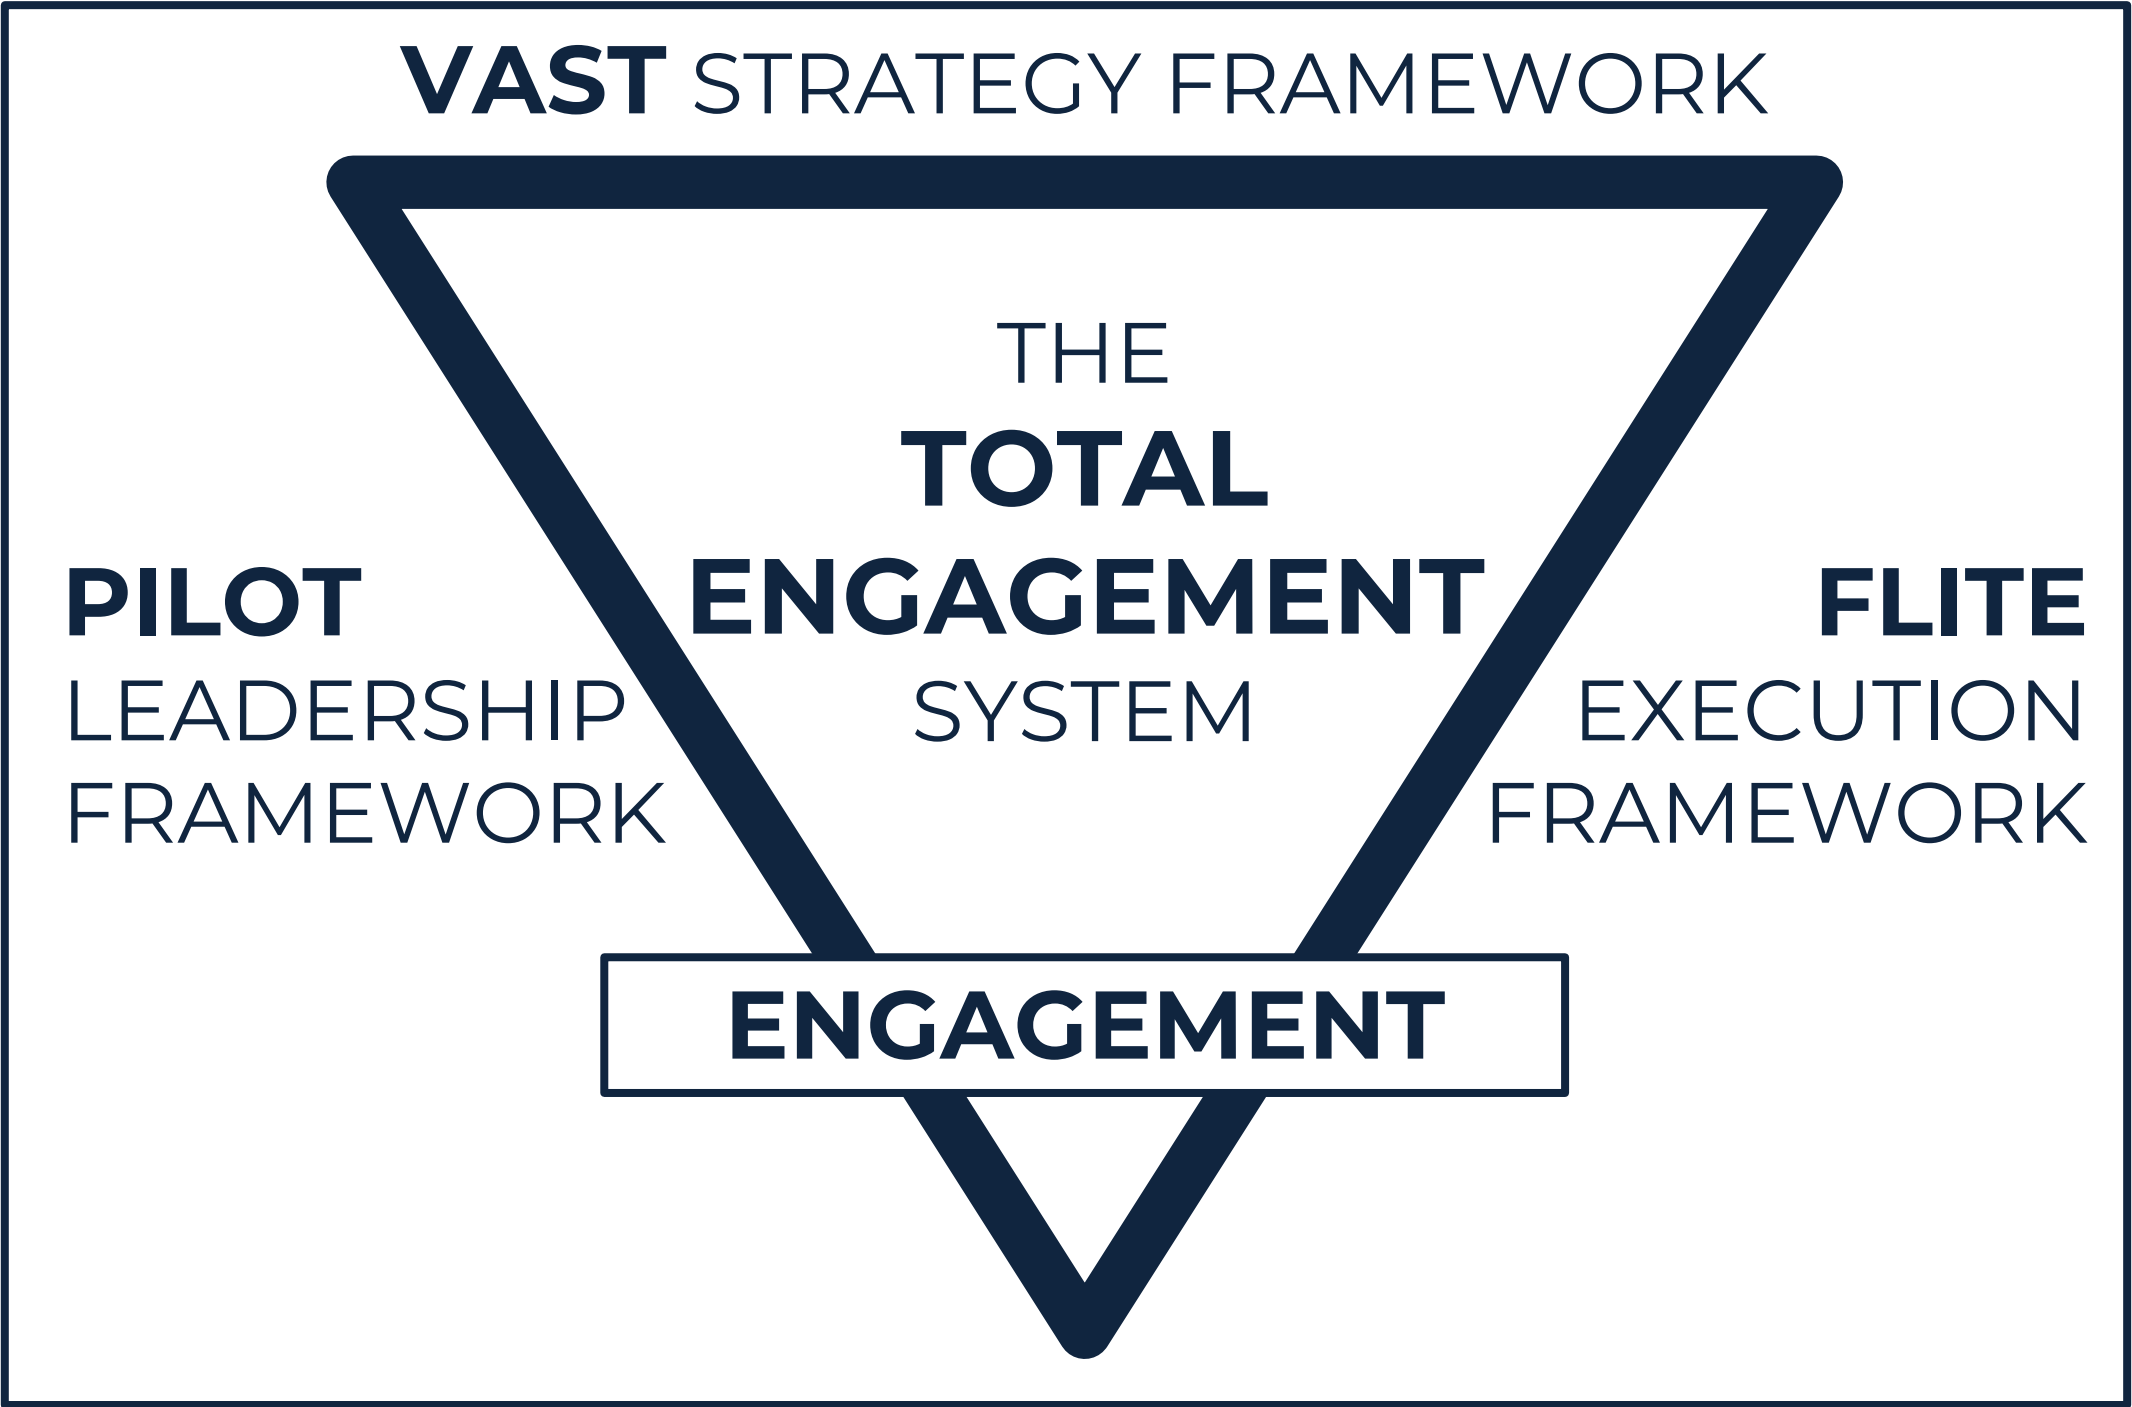 VAST STRATEGY FRAMEWORK
THE
TOTAL
ENGAGEMENT
SYSTEM
PILOT
LEADERSHIP
FRAMEWORK
FLITE
EXECUTION
FRAMEWORK
ENGAGEMENT